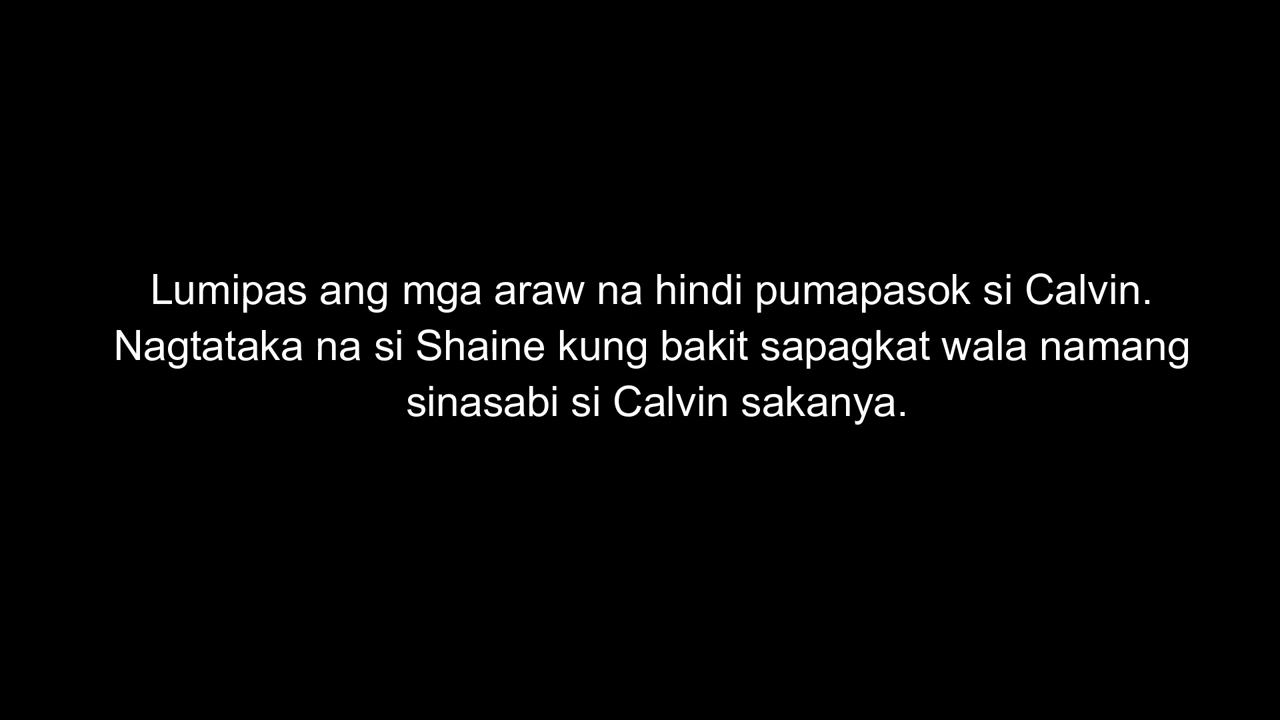 Lumipas ang mga araw na hindi pumapasok si Calvin.
Nagtataka na si Shaine kung bakit sapagkat wala namang
sinasabi si Calvin sakanya.